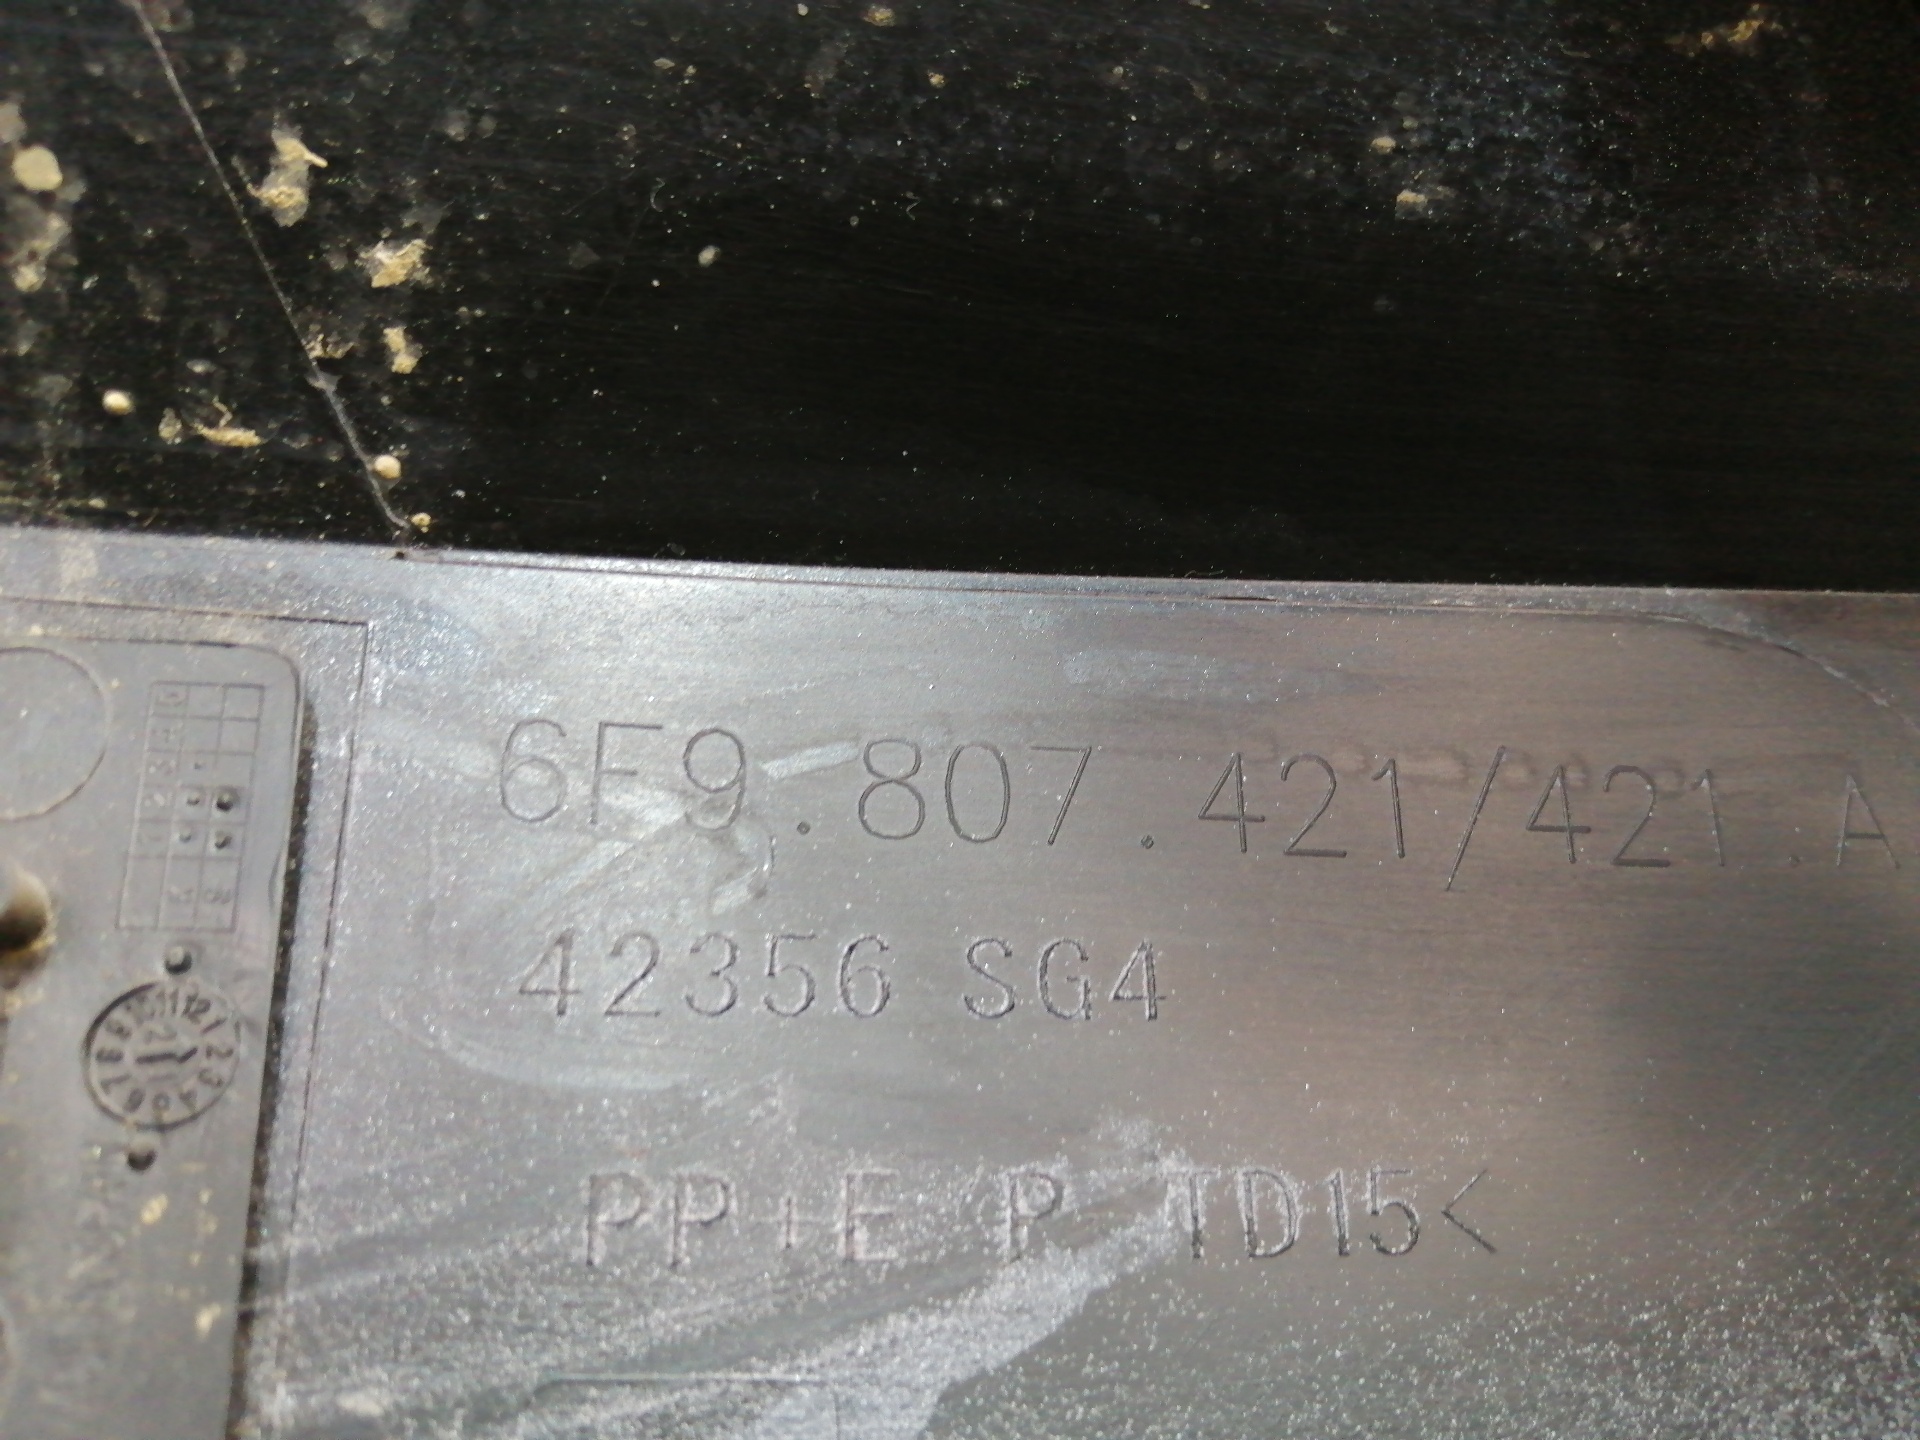 6F9.807.421/421.A
42356 SG4
PP+E P TD15<